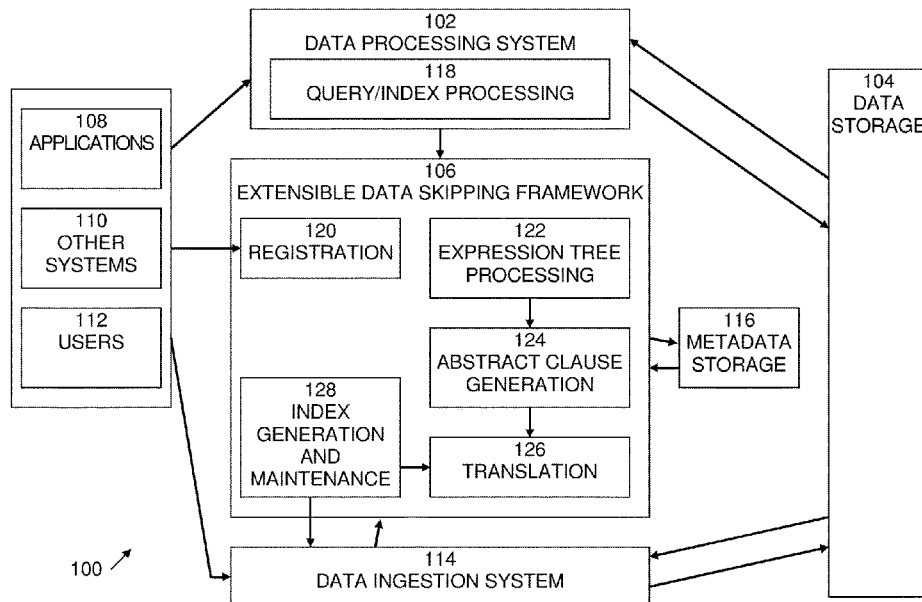 102
DATA PROCESSING SYSTEM
118
QUERY/INDEX PROCESSING
104
DATA
STORAGE
108
APPLICATIONS
110
OTHER
SYSTEMS
112
USERS
106
EXTENSIBLE DATA SKIPPING FRAMEWORK
120
REGISTRATION
122
EXPRESSION TREE
PROCESSING
124
ABSTRACT CLAUSE
GENERATION
116
METADATA
STORAGE
128
INDEX
GENERATION
AND
MAINTENANCE
126
TRANSLATION
114
DATA INGESTION SYSTEM
100